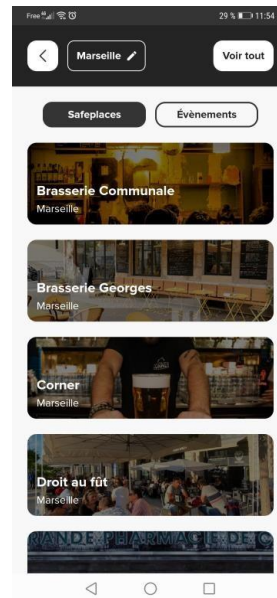 Free
29 % 11:54
Marseille
Voir tout
Safeplaces
Évènements
Brasserie Communale
Marseille
Brasserie Georges
Marseille
Corner
Marseille
Droit au fût
Marseille
RANDE PHARMACIE DE C